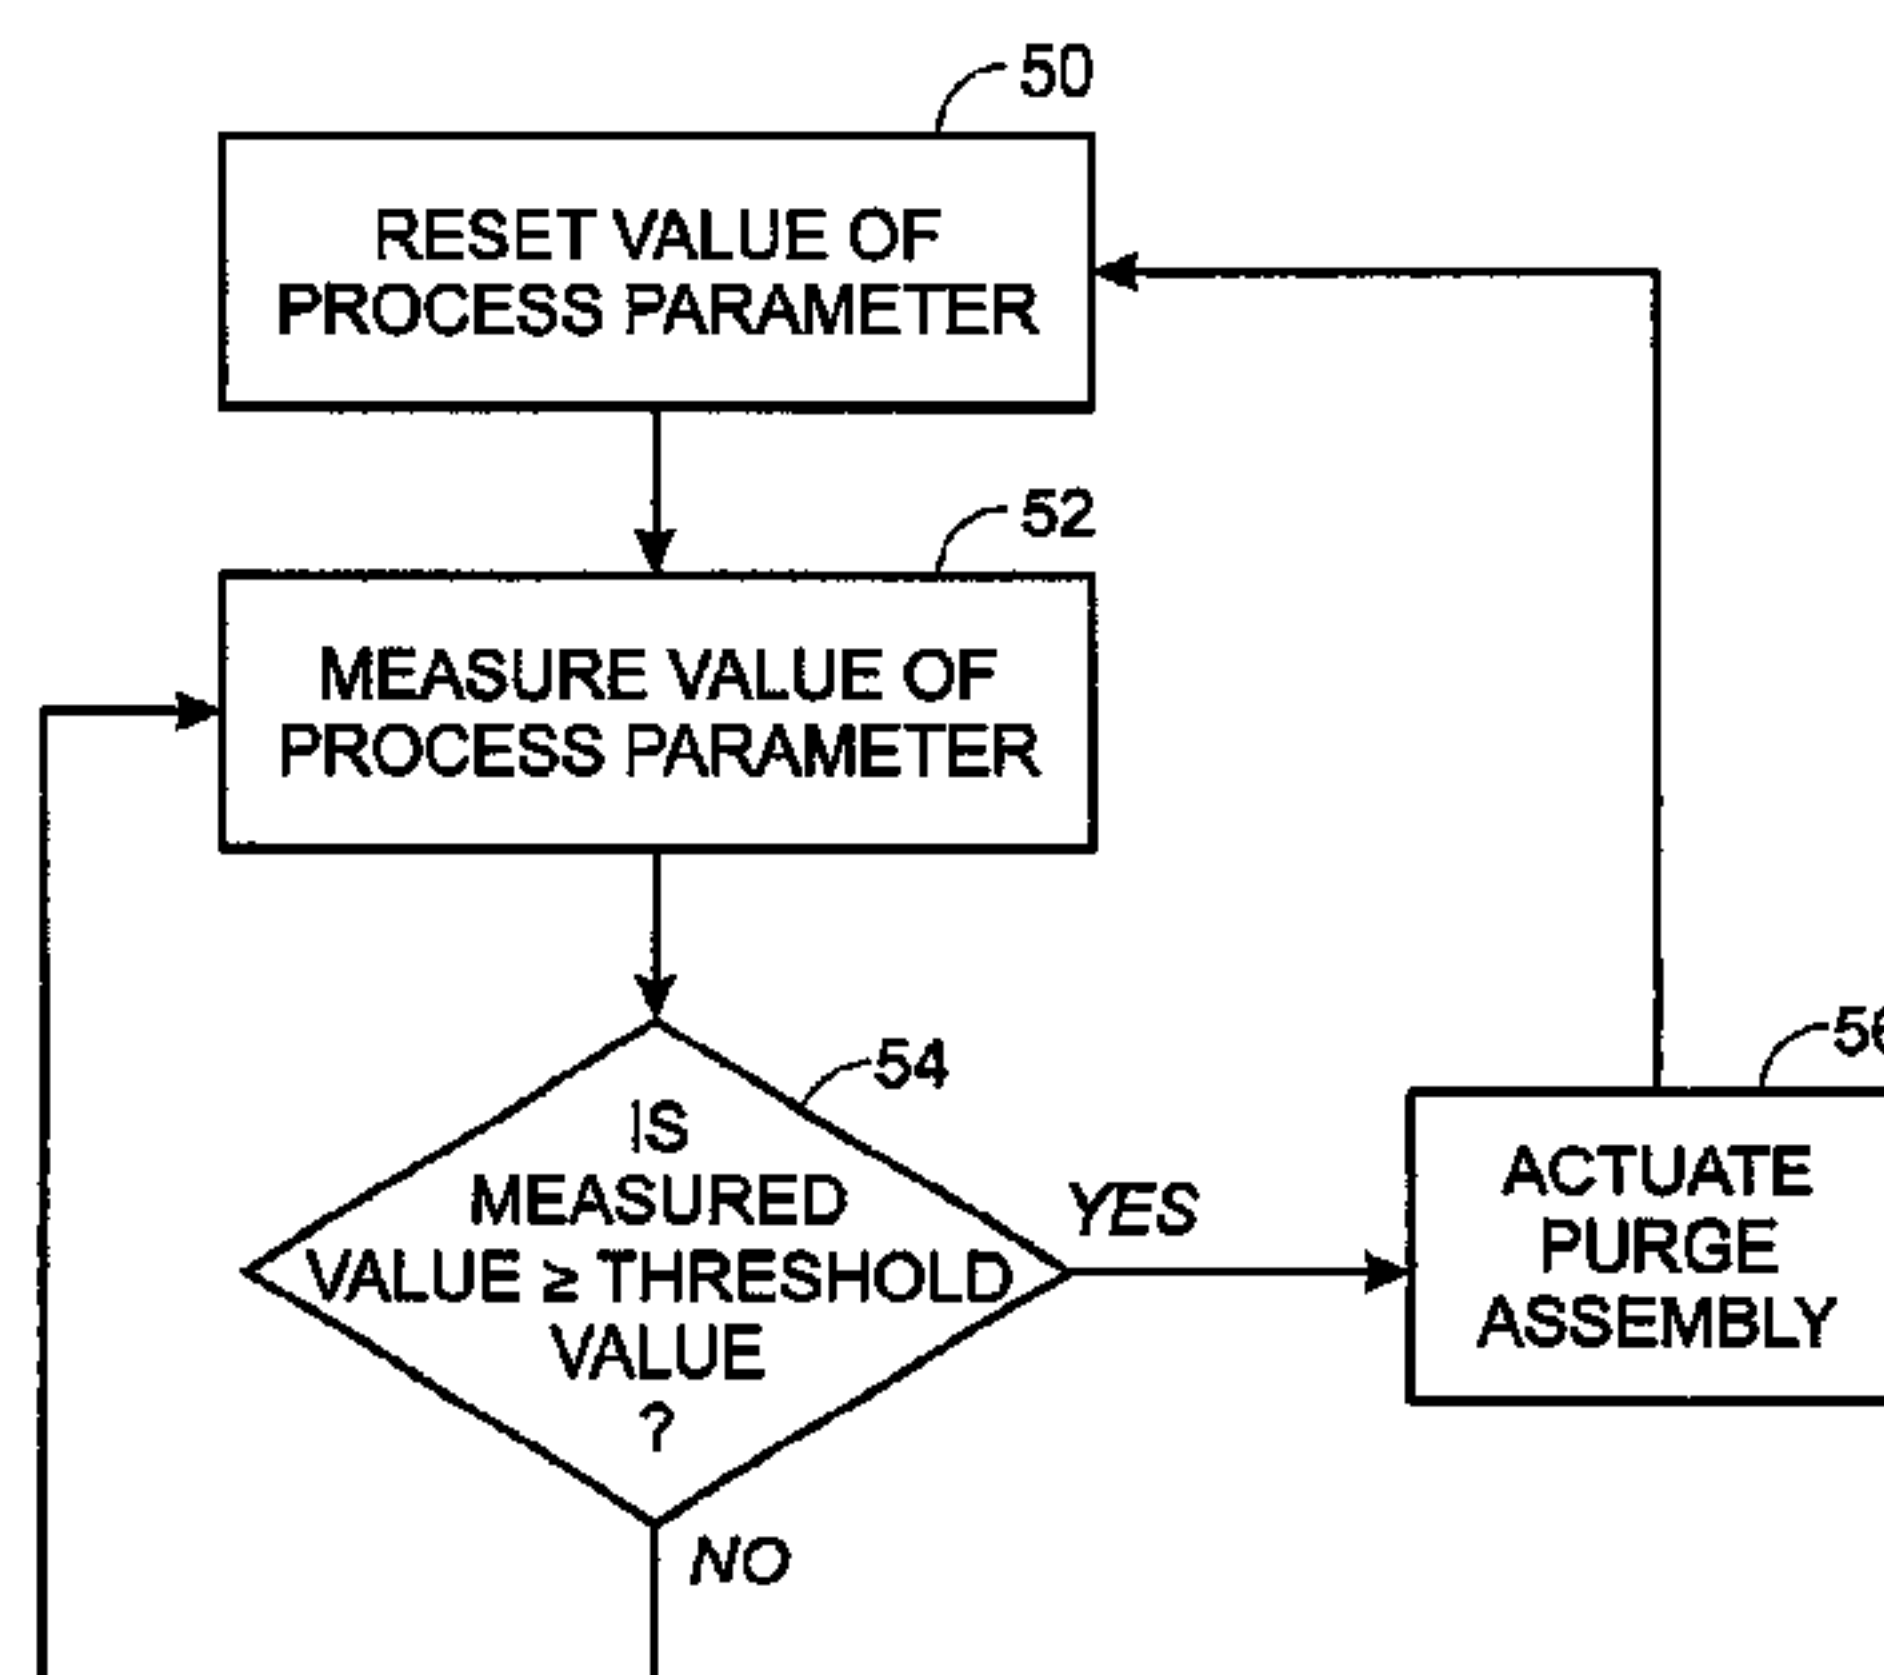 50
RESET VALUE OF
PROCESS PARAMETER
52
MEASURE VALUE OF
PROCESS PARAMETER
54
IS
MEASURED
VALUE ≥ THRESHOLD
VALUE
?
YES
NO
56
ACTUATE
PURGE
ASSEMBLY